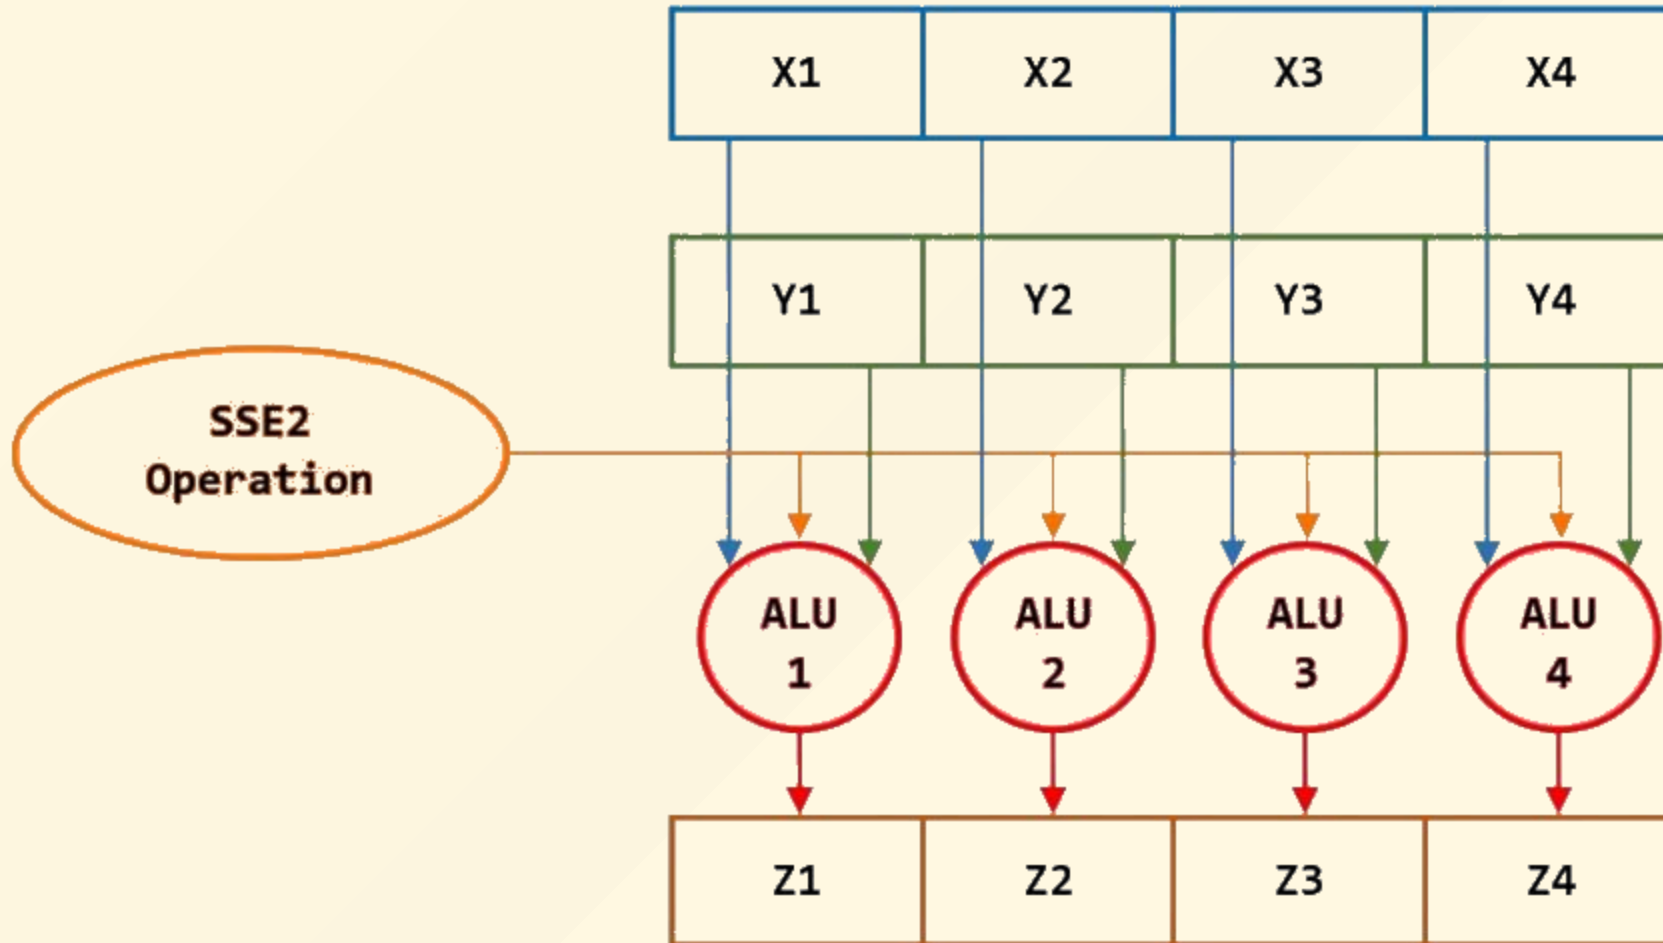 X1 X2 X3 X4
Y1 Y2 Y3 Y4
SSE2
Operation
ALU ALU ALU ALU
1 2 3 4
Z1 Z2 Z3 Z4